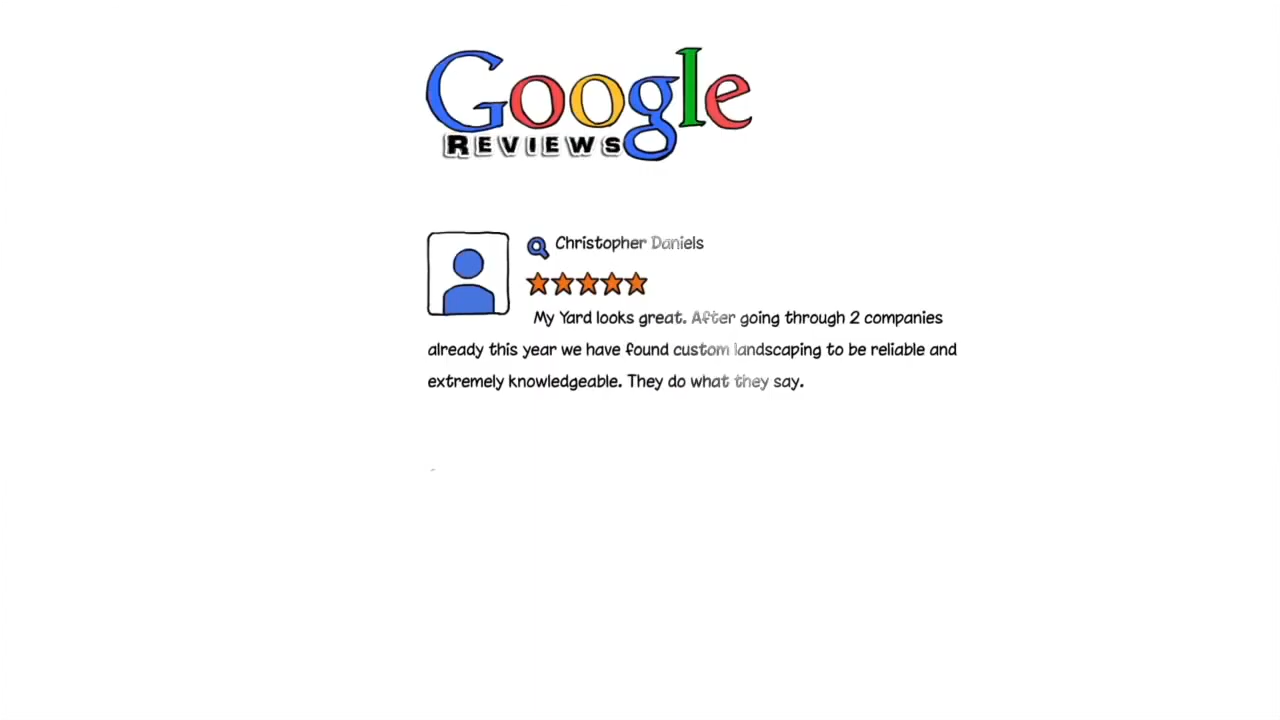 Google
REVIEWS
Christopher Daniels
My Yard looks great. After going through 2 companies
already this year we have found custom landscaping to be reliable and
extremely knowledgeable. They do what they say.